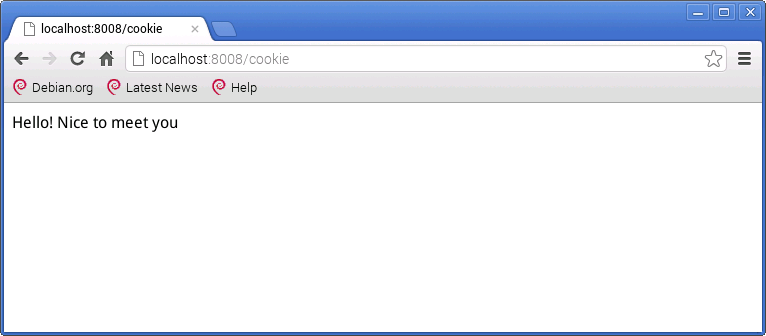 localhost:8008/cookie
localhost:8008/cookie
Debian.org Latest News Help
Hello! Nice to meet you